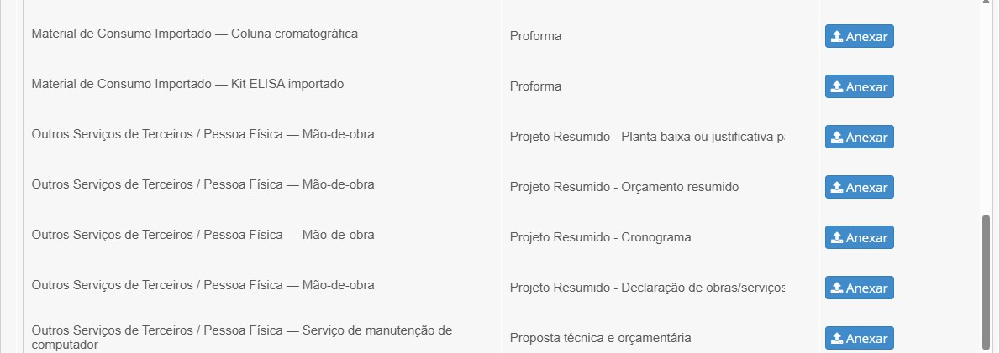 Material de Consumo Importado — Coluna cromatográfica
Proforma
Anexar
Material de Consumo Importado — Kit ELISA importado
Proforma
Anexar
Outros Serviços de Terceiros / Pessoa Física — Mão-de-obra
Projeto Resumido - Planta baixa ou justificativa
Anexar
Outros Serviços de Terceiros / Pessoa Física — Mão-de-obra
Projeto Resumido - Orçamento resumido
Anexar
Outros Serviços de Terceiros / Pessoa Física — Mão-de-obra
Projeto Resumido - Cronograma
Anexar
Outros Serviços de Terceiros / Pessoa Física — Mão-de-obra
Projeto Resumido - Declaração de obras/serviços
Anexar
Outros Serviços de Terceiros / Pessoa Física — Serviço de manutenção de
computador
Proposta técnica e orçamentária
Anexar